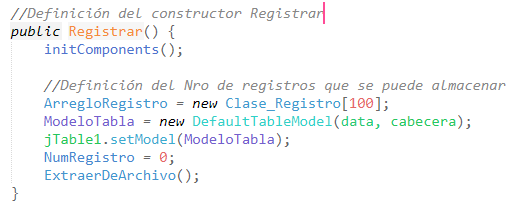 //Definición del constructor Registrar
public Registrar() {
initComponents();
//Definición del Nro de registros que se puede almacenar
ArregloRegistro = new Clase_Registro[100];
ModeloTabla = new DefaultTableModel(data, cabecera);
jTable1.setModel(ModeloTabla);
NumRegistro = 0;
ExtraerDeArchivo();
}